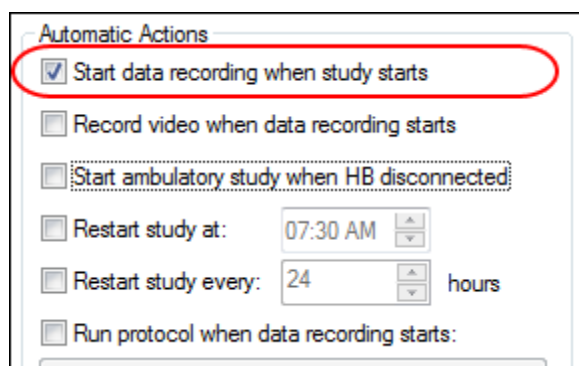 Automatic Actions
Start data recording when study starts
Record video when data recording starts
Start ambulatory study when HB disconnected
Restart study at: 07:30 AM
Restart study every: 24 hours
Run protocol when data recording starts: